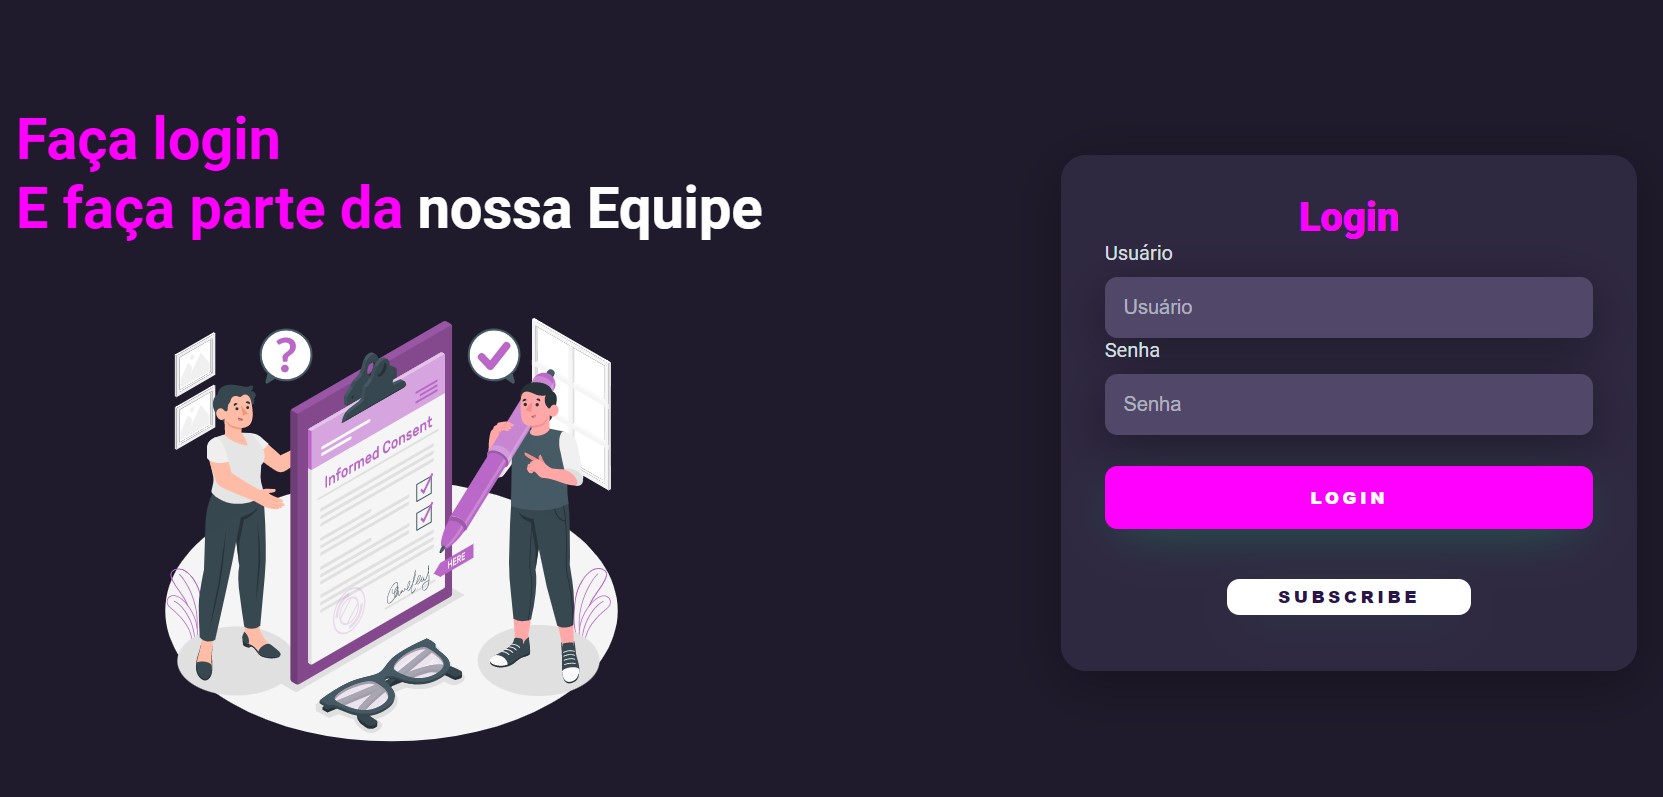 Faça login
E faça parte da nossa Equipe
?
Informed Consent
HERE
Login
Usuário
Usuário
Senha
Senha
LOGIN
SUBSCRIBE